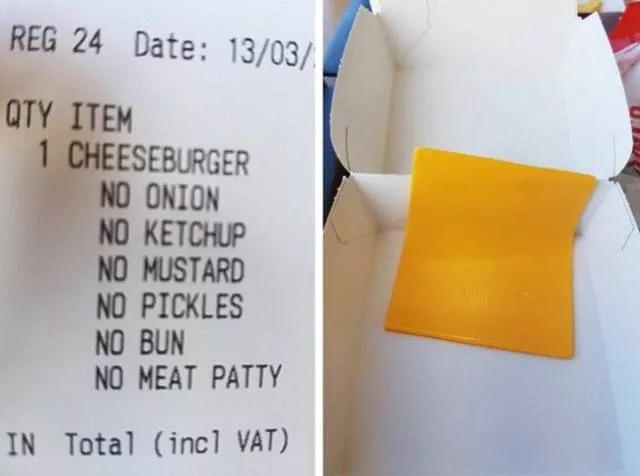 REG 24 Date: 13/03/
QTY ITEM
1 CHEESEBURGER
NO ONION
NO KETCHUP
NO MUSTARD
NO PICKLES
NO BUN
NO MEAT PATTY
IN Total (incl VAT)